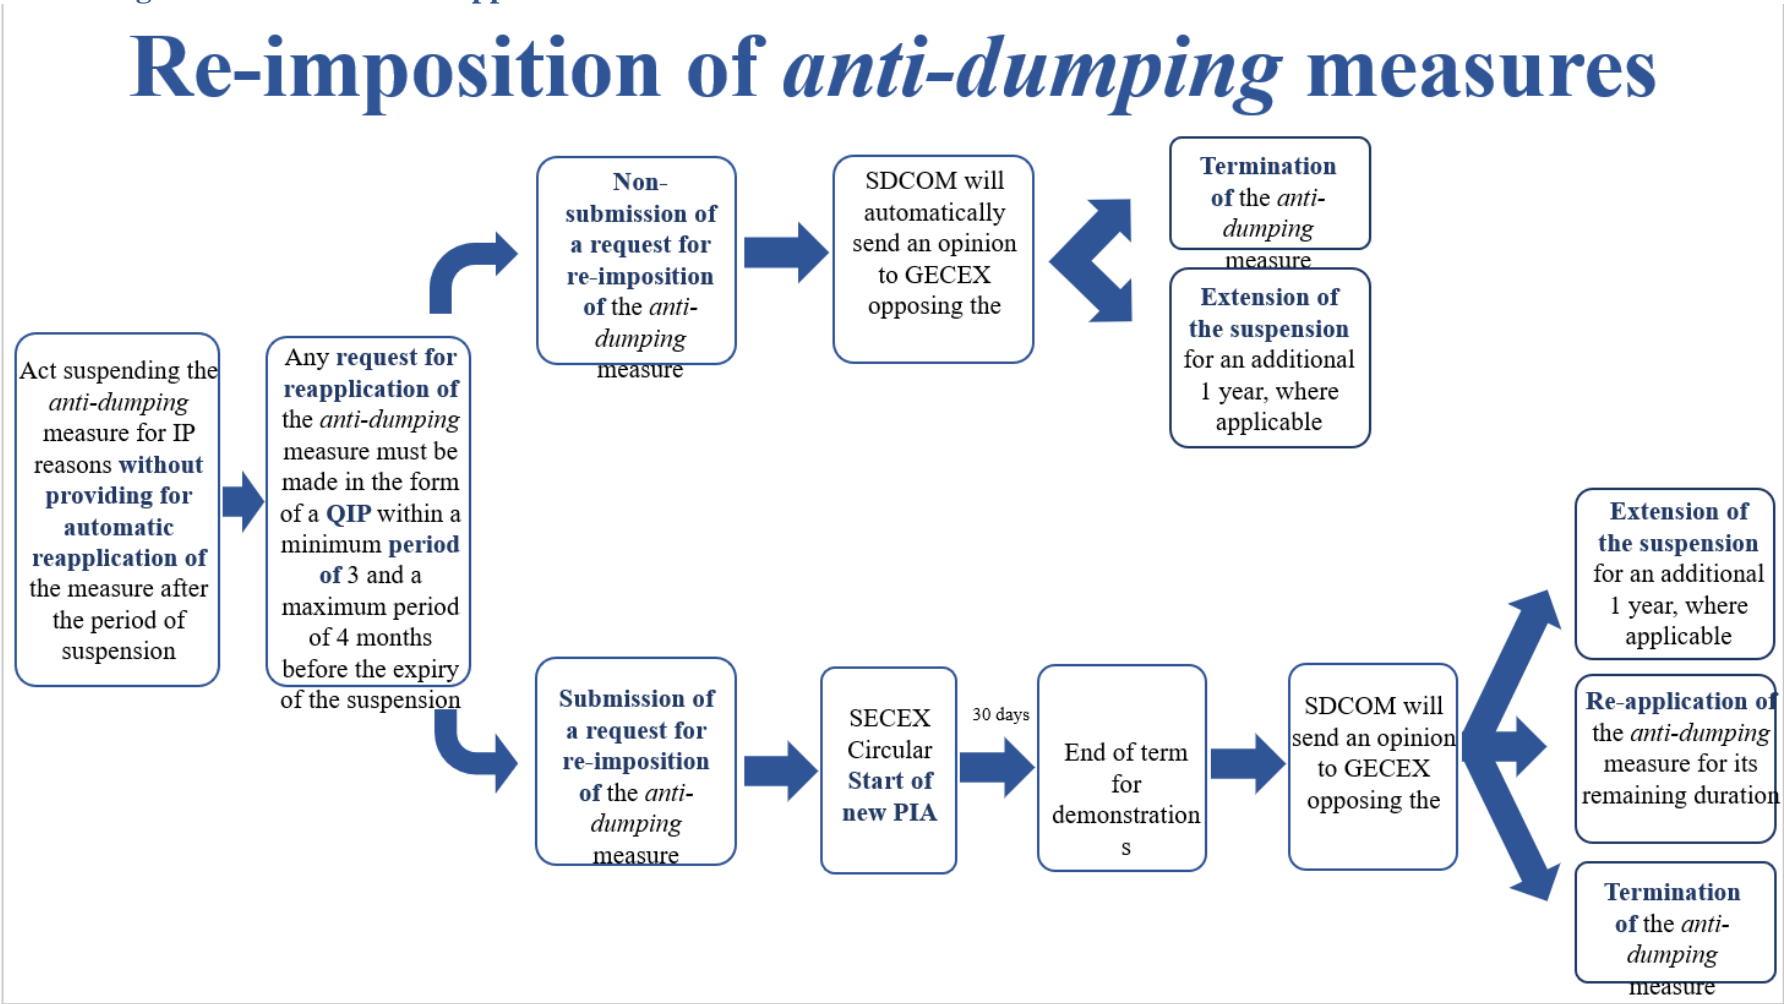 Re-imposition of anti-dumping measures
Act suspending the
anti-dumping
measure for IP
reasons without
providing for
automatic
reapplication of
the measure after
the period of
suspension
Any request for
reapplication of
the anti-dumping
measure must be
made in the form
of a QIP within a
minimum period
of 3 and a
maximum period
of 4 months
before the expiry
of the suspension
Non-
submission of
a request for
re-imposition
of the anti-
dumping
measure
SDCOM will
automatically
send an opinion
to GECEX
opposing the
Termination
of the anti-
dumping
measure
Extension of
the suspension
for an additional
1 year, where
applicable
Submission of
a request for
re-imposition
of the anti-
dumping
measure
SECEX
Circular
Start of
new PIA
30 days
End of term
for
demonstration
s
SDCOM will
send an opinion
to GECEX
opposing the
Extension of
the suspension
for an additional
1 year, where
applicable
Re-application of
the anti-dumping
measure for its
remaining duration
Termination
of the anti-
dumping
measure